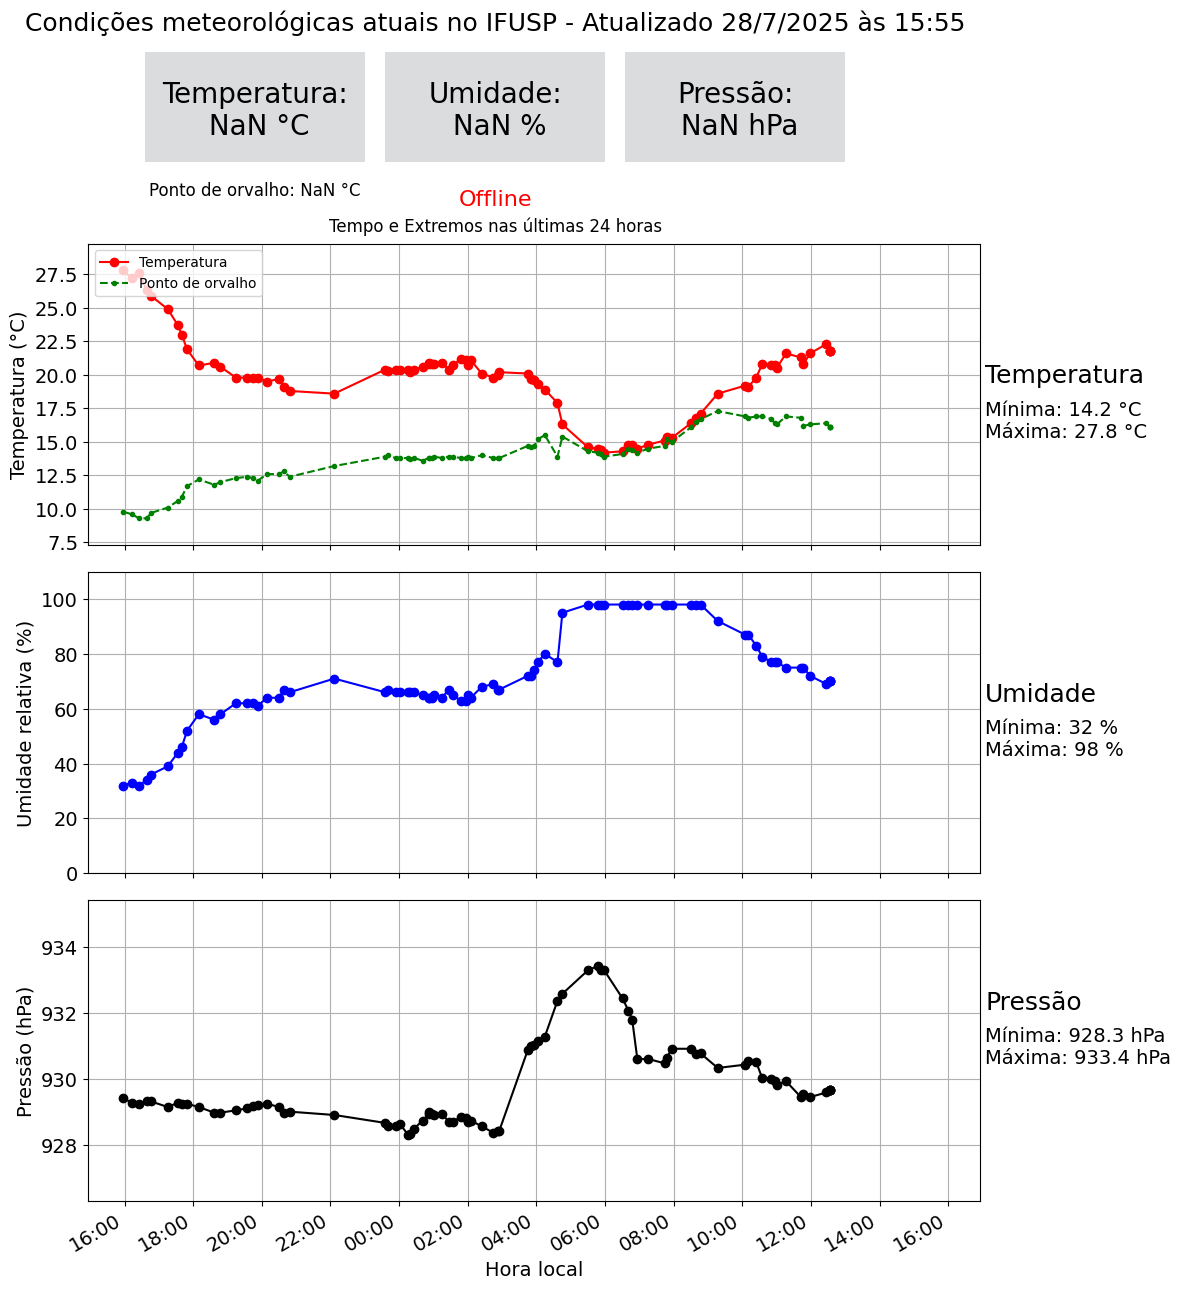 Condições meteorológicas atuais no IFUSP - Atualizado 28/7/2025 às 15:55
Temperatura:
NaN °C
Umidade:
NaN %
Pressão:
NaN hPa
Ponto de orvalho: NaN °C
Offline
Tempo e Extremos nas últimas 24 horas
Temperatura
Ponto de orvalho
Temperatura (°C)
27.5
25.0
22.5
20.0
17.5
15.0
12.5
10.0
7.5
Temperatura
Mínima: 14.2 °C
Máxima: 27.8 °C
Umidade relativa (%)
100
80
60
40
20
0
Umidade
Mínima: 32 %
Máxima: 98 %
Pressão (hPa)
934
932
930
928
Pressão
Mínima: 928.3 hPa
Máxima: 933.4 hPa
16:00
18:00
20:00
22:00
00:00
02:00
04:00
06:00
08:00
10:00
12:00
14:00
16:00
Hora local